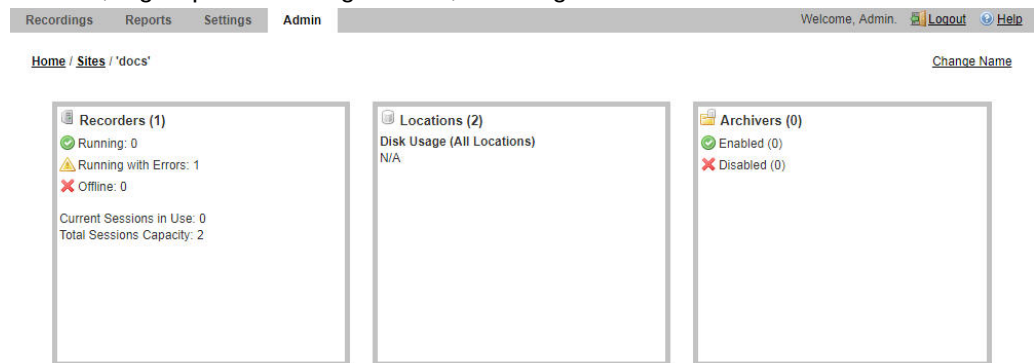 Recordings Reports Settings Admin Welcome, Admin. Logout Help
Home / Sites / 'docs' Change Name
Recorders (1)
Running: 0
Running with Errors: 1
Offline: 0
Current Sessions in Use: 0
Total Sessions Capacity: 2
Locations (2)
Disk Usage (All Locations)
N/A
Archivers (0)
Enabled (0)
Disabled (0)